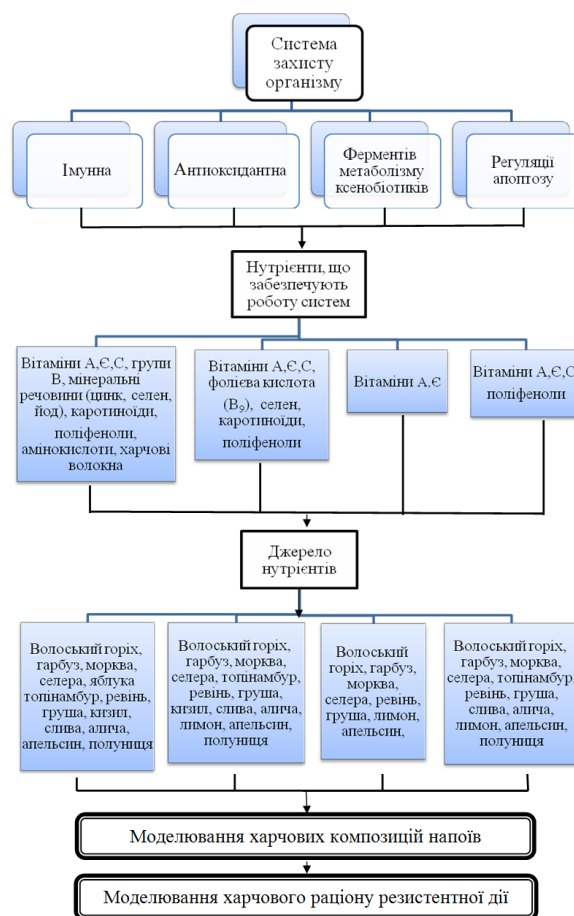 Система
захисту
організму
Імунна
Антиоксидантна
Ферментів
метаболізму
ксенобіотиків
Регуляції
апоптозу
Нутрієнти, що
забезпечують
роботу систем
Вітаміни А,Є,С, групи
В, мінеральні
речовини (цинк, селен,
йод), каротиноїди,
поліфеноли,
амінокислоти, харчові
волокна
Вітаміни А,Є,С,
фолієва кислота
(В₉), селен,
каротиноїди,
поліфеноли
Вітаміни А,Є
Вітаміни А,Є,С
поліфеноли
Джерело
нутрієнтів
Волоський горіх,
гарбуз, морква,
селера, яблука
топінамбур, ревінь,
груша, кизил,
слива, алича,
апельсин, полуниця
Волоський горіх,
гарбуз, морква,
селера, топінамбур,
ревінь, груша,
кизил, слива, алича,
лимон, апельсин,
полуниця
Волоський
горіх, гарбуз,
морква,
селера, ревінь,
груша, лимон,
апельсин,
Волоський горіх,
гарбуз, морква,
селера, топінамбур,
ревінь, груша,
слива, алича,
лимон, апельсин,
полуниця
Моделювання харчових композицій напоїв
Моделювання харчового раціону резистентної дії